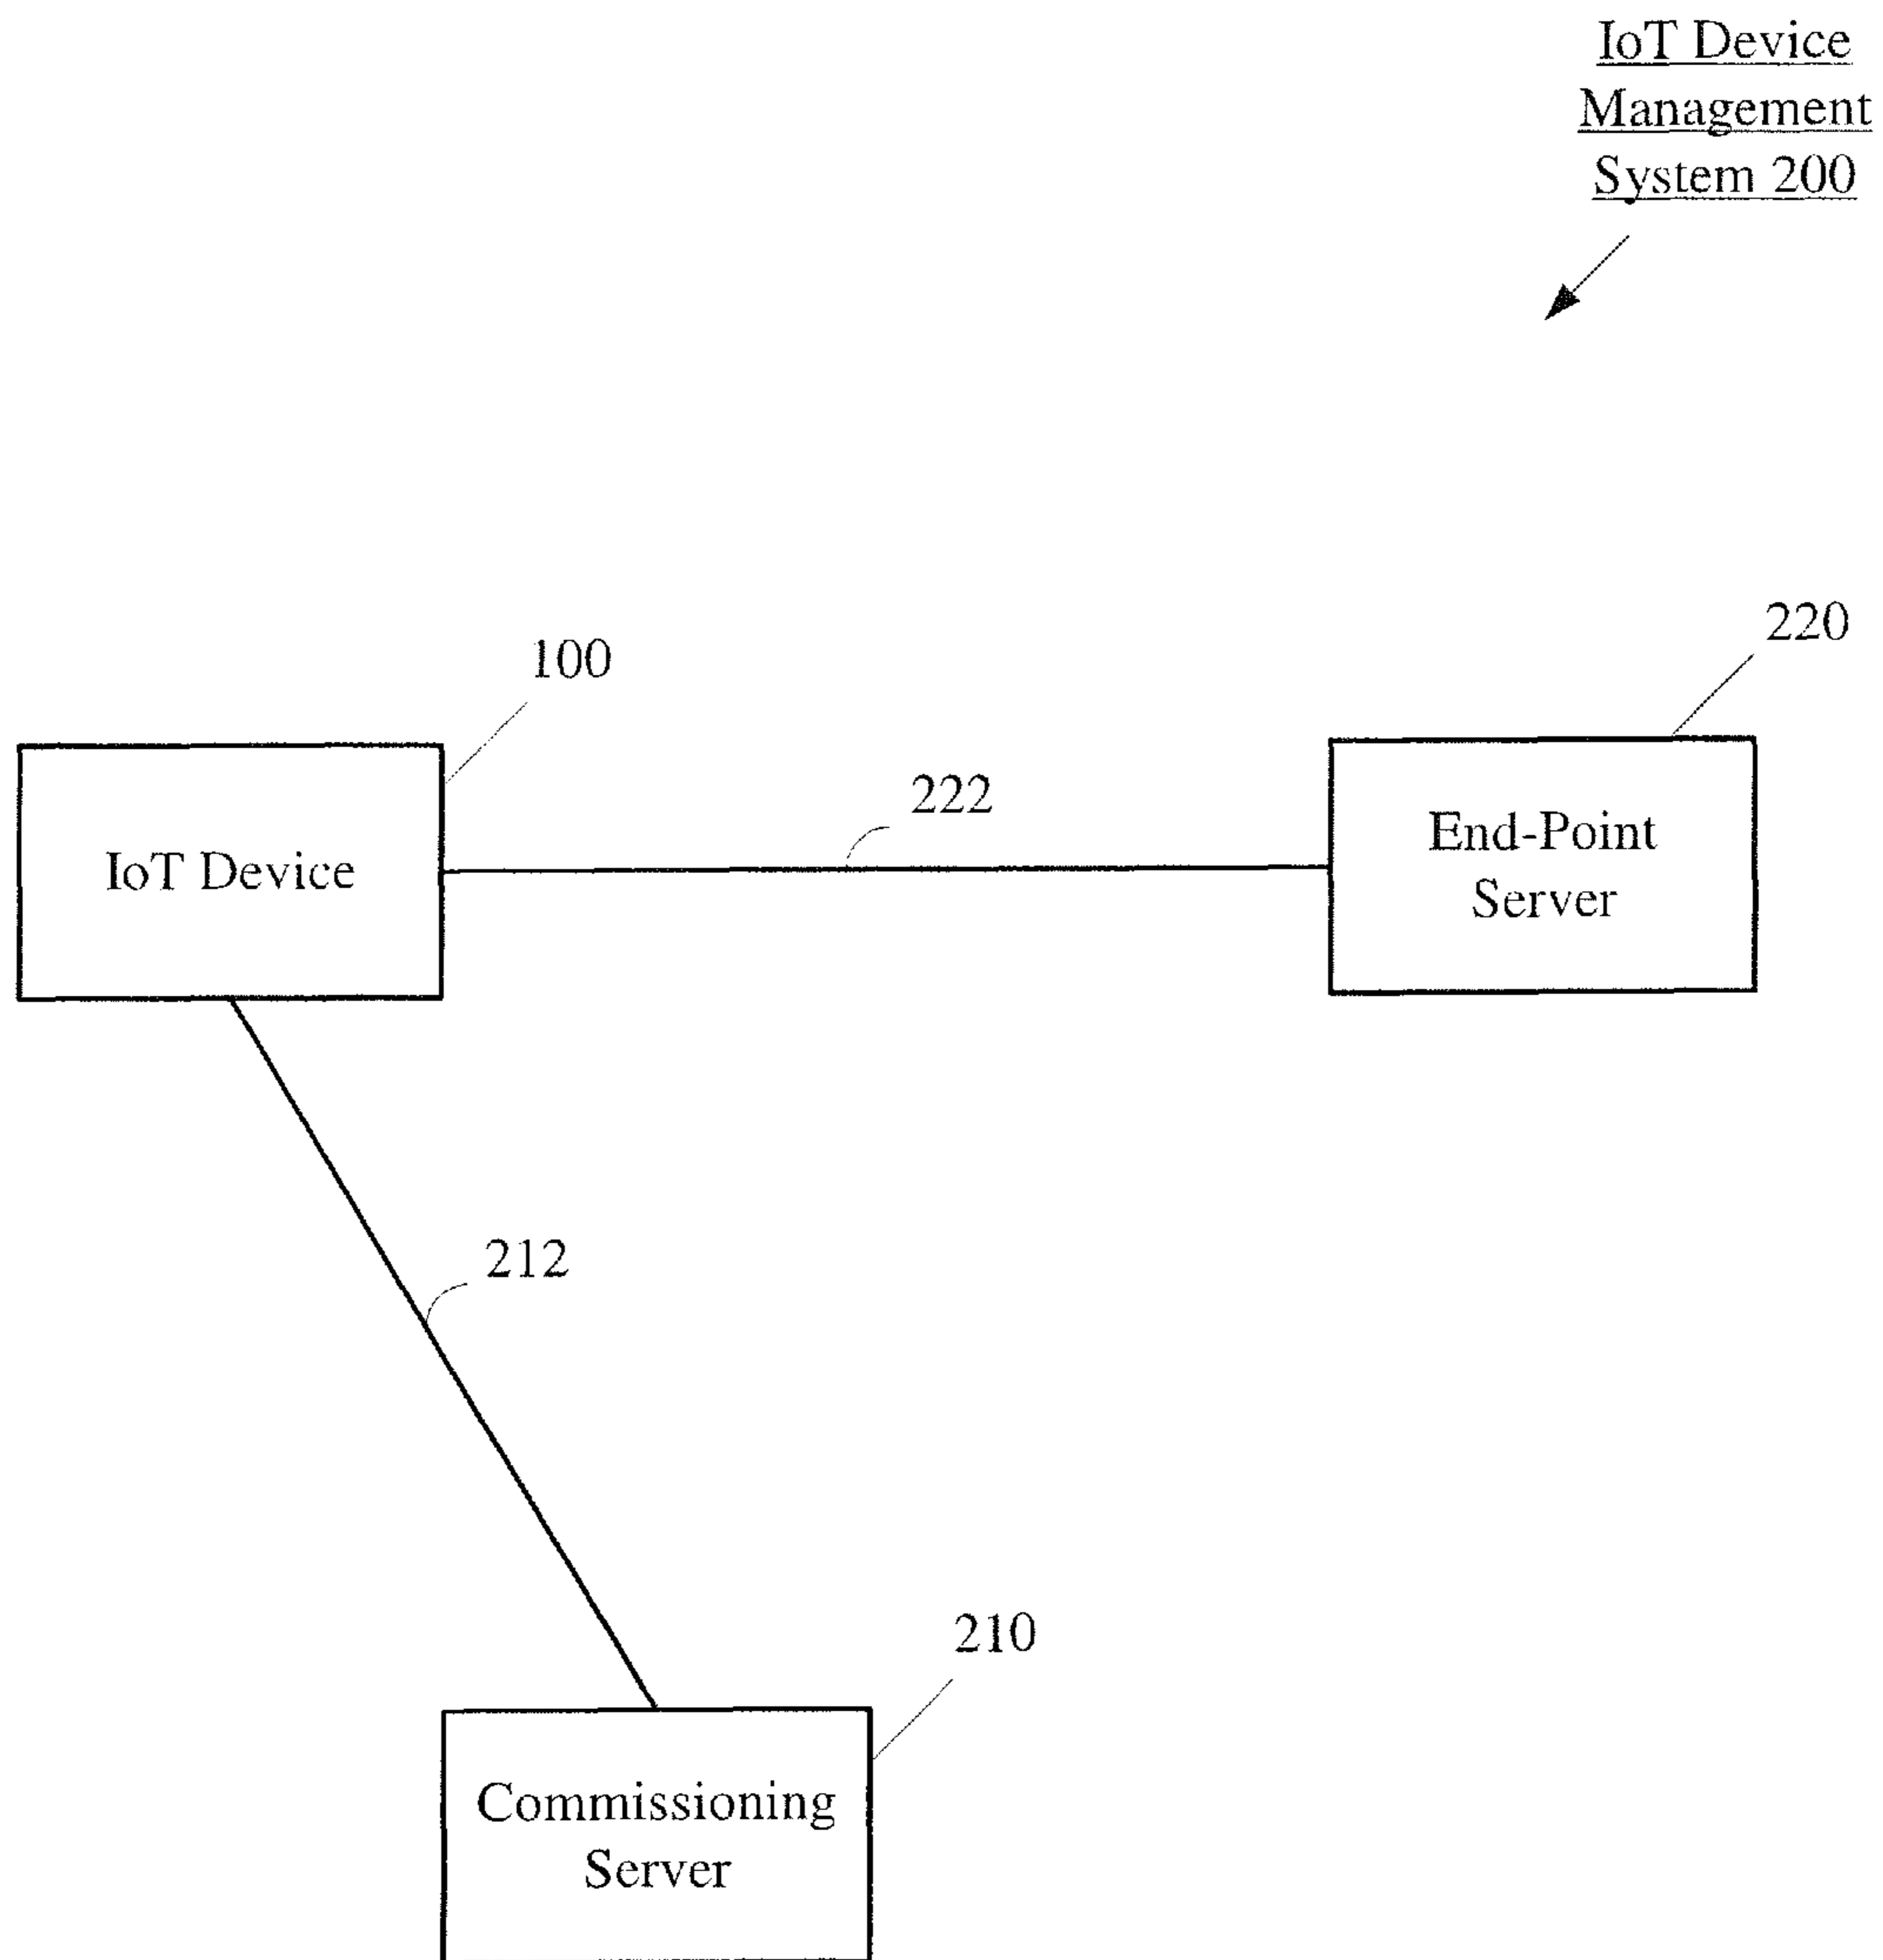 IoT Device
Management
System 200
220
100
222
End-Point
Server
IoT Device
212
210
Commissioning
Server